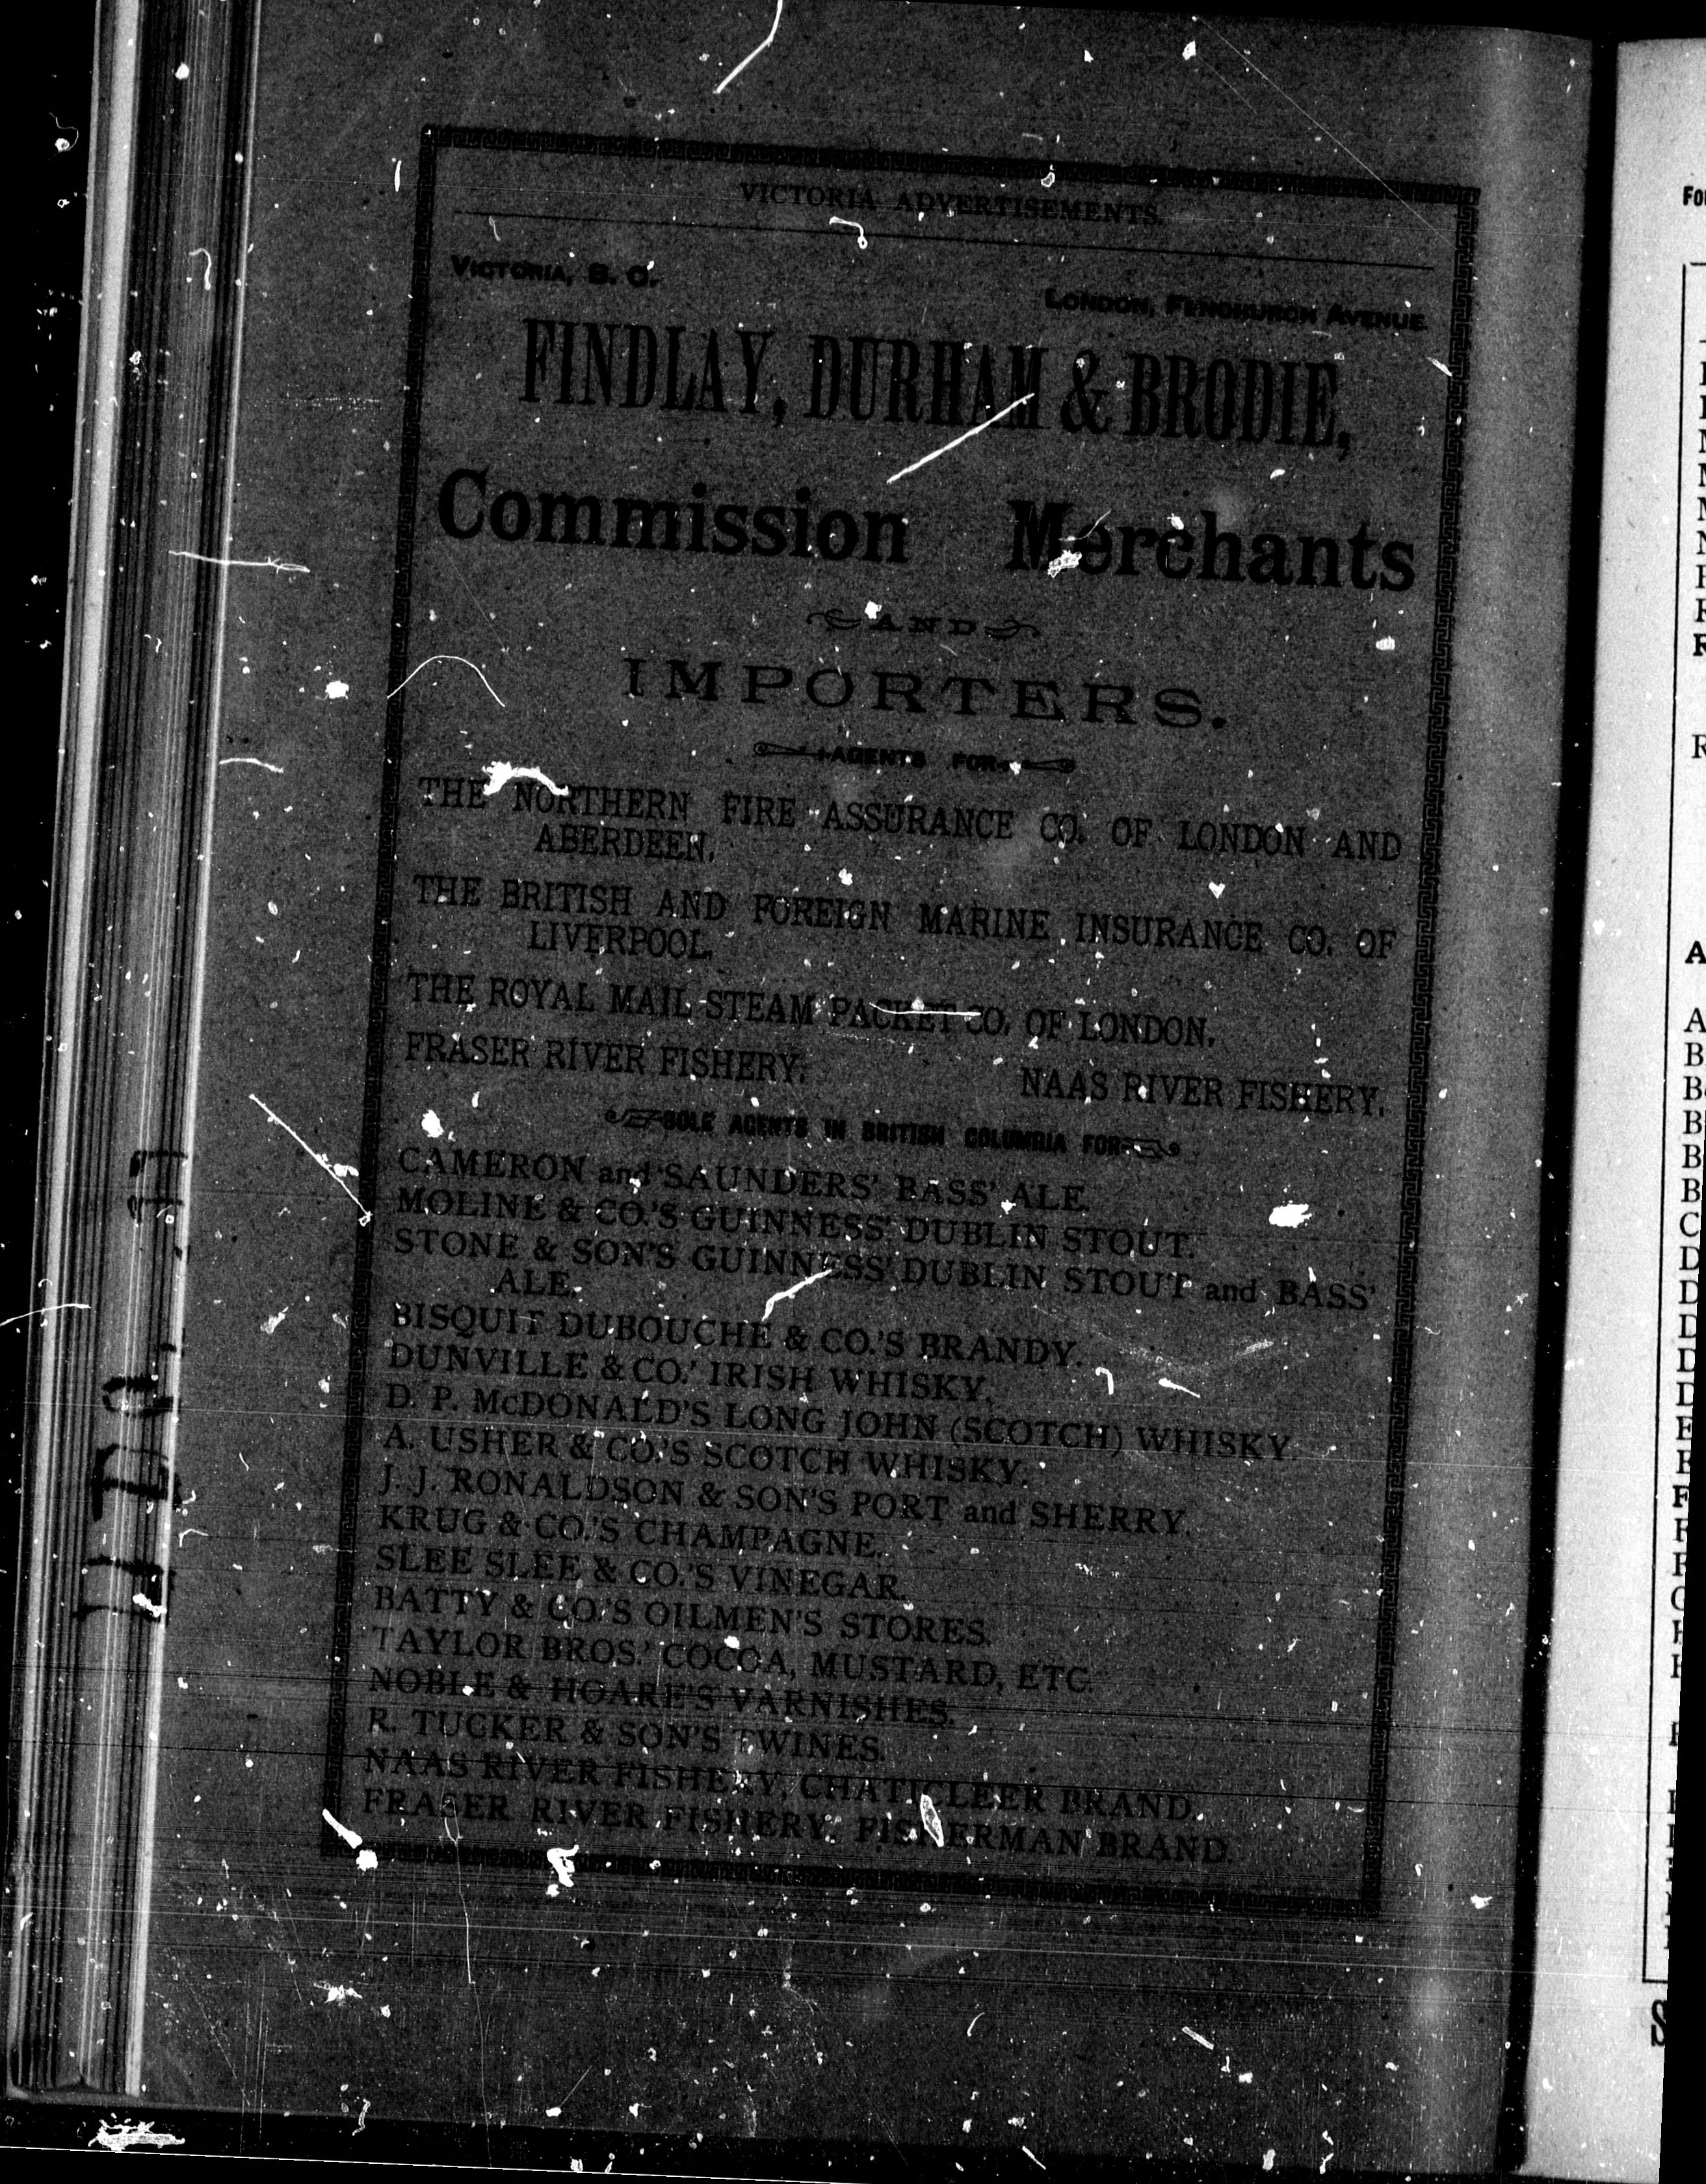 VICTORIA ADVERTISEMENTS.
VICTORIA, B. C.
LONDON, FENCHURCH AVENUE.
FINDLAY, DURHAM & BRODIE,
Commission Merchants
AND
IMPORTERS.
AGENTS FOR
THE NORTHERN FIRE ASSURANCE CO. OF LONDON AND
ABERDEEN.
THE BRITISH AND FOREIGN MARINE INSURANCE CO. OF
LIVERPOOL.
THE ROYAL MAIL STEAM PACKET CO. OF LONDON.
FRASER RIVER FISHERY. NAAS RIVER FISHERY.
SOLE AGENTS IN BRITISH COLUMBIA FOR
CAMERON and SAUNDERS' BASS' ALE.
MOLINE & CO.'S GUINNESS' DUBLIN STOUT.
STONE & SON'S GUINNESS' DUBLIN STOUT and BASS'
ALE.
BISQUIT DUBOUCHE & CO.'S BRANDY.
DUNVILLE & CO.' IRISH WHISKY.
D. P. McDONALD'S LONG JOHN (SCOTCH) WHISKY.
A. USHER & CO.'S SCOTCH WHISKY.
J. J. RONALDSON & SON'S PORT and SHERRY.
KRUG & CO.'S CHAMPAGNE.
SLEE SLEE & CO.'S VINEGAR.
BATTY & CO.'S OILMEN'S STORES.
TAYLOR BROS.' COCOA, MUSTARD, ETC.
NOBLE & HOARE'S VARNISHES.
R. TUCKER & SON'S TWINES.
NAAS RIVER FISHERY, CHATICLEER BRAND.
FRASER RIVER FISHERY, FISHERMAN BRAND.